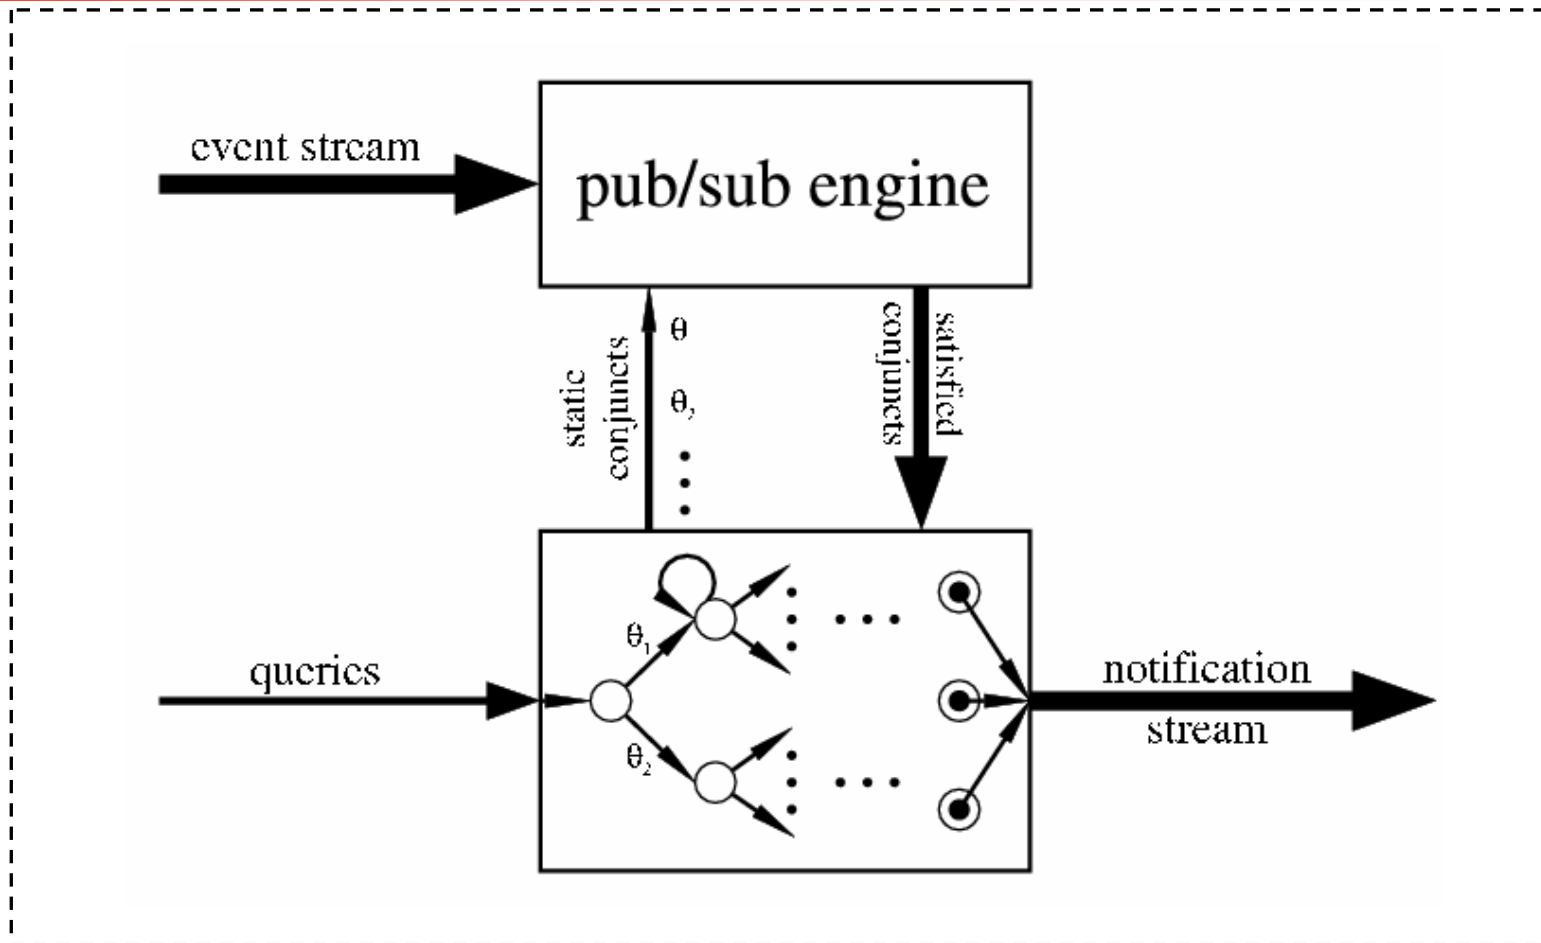 event stream
pub/sub engine
static
conjuncts
θ
θ,
satisfied
conjuncts
queries
θ1
θ2
notification
stream